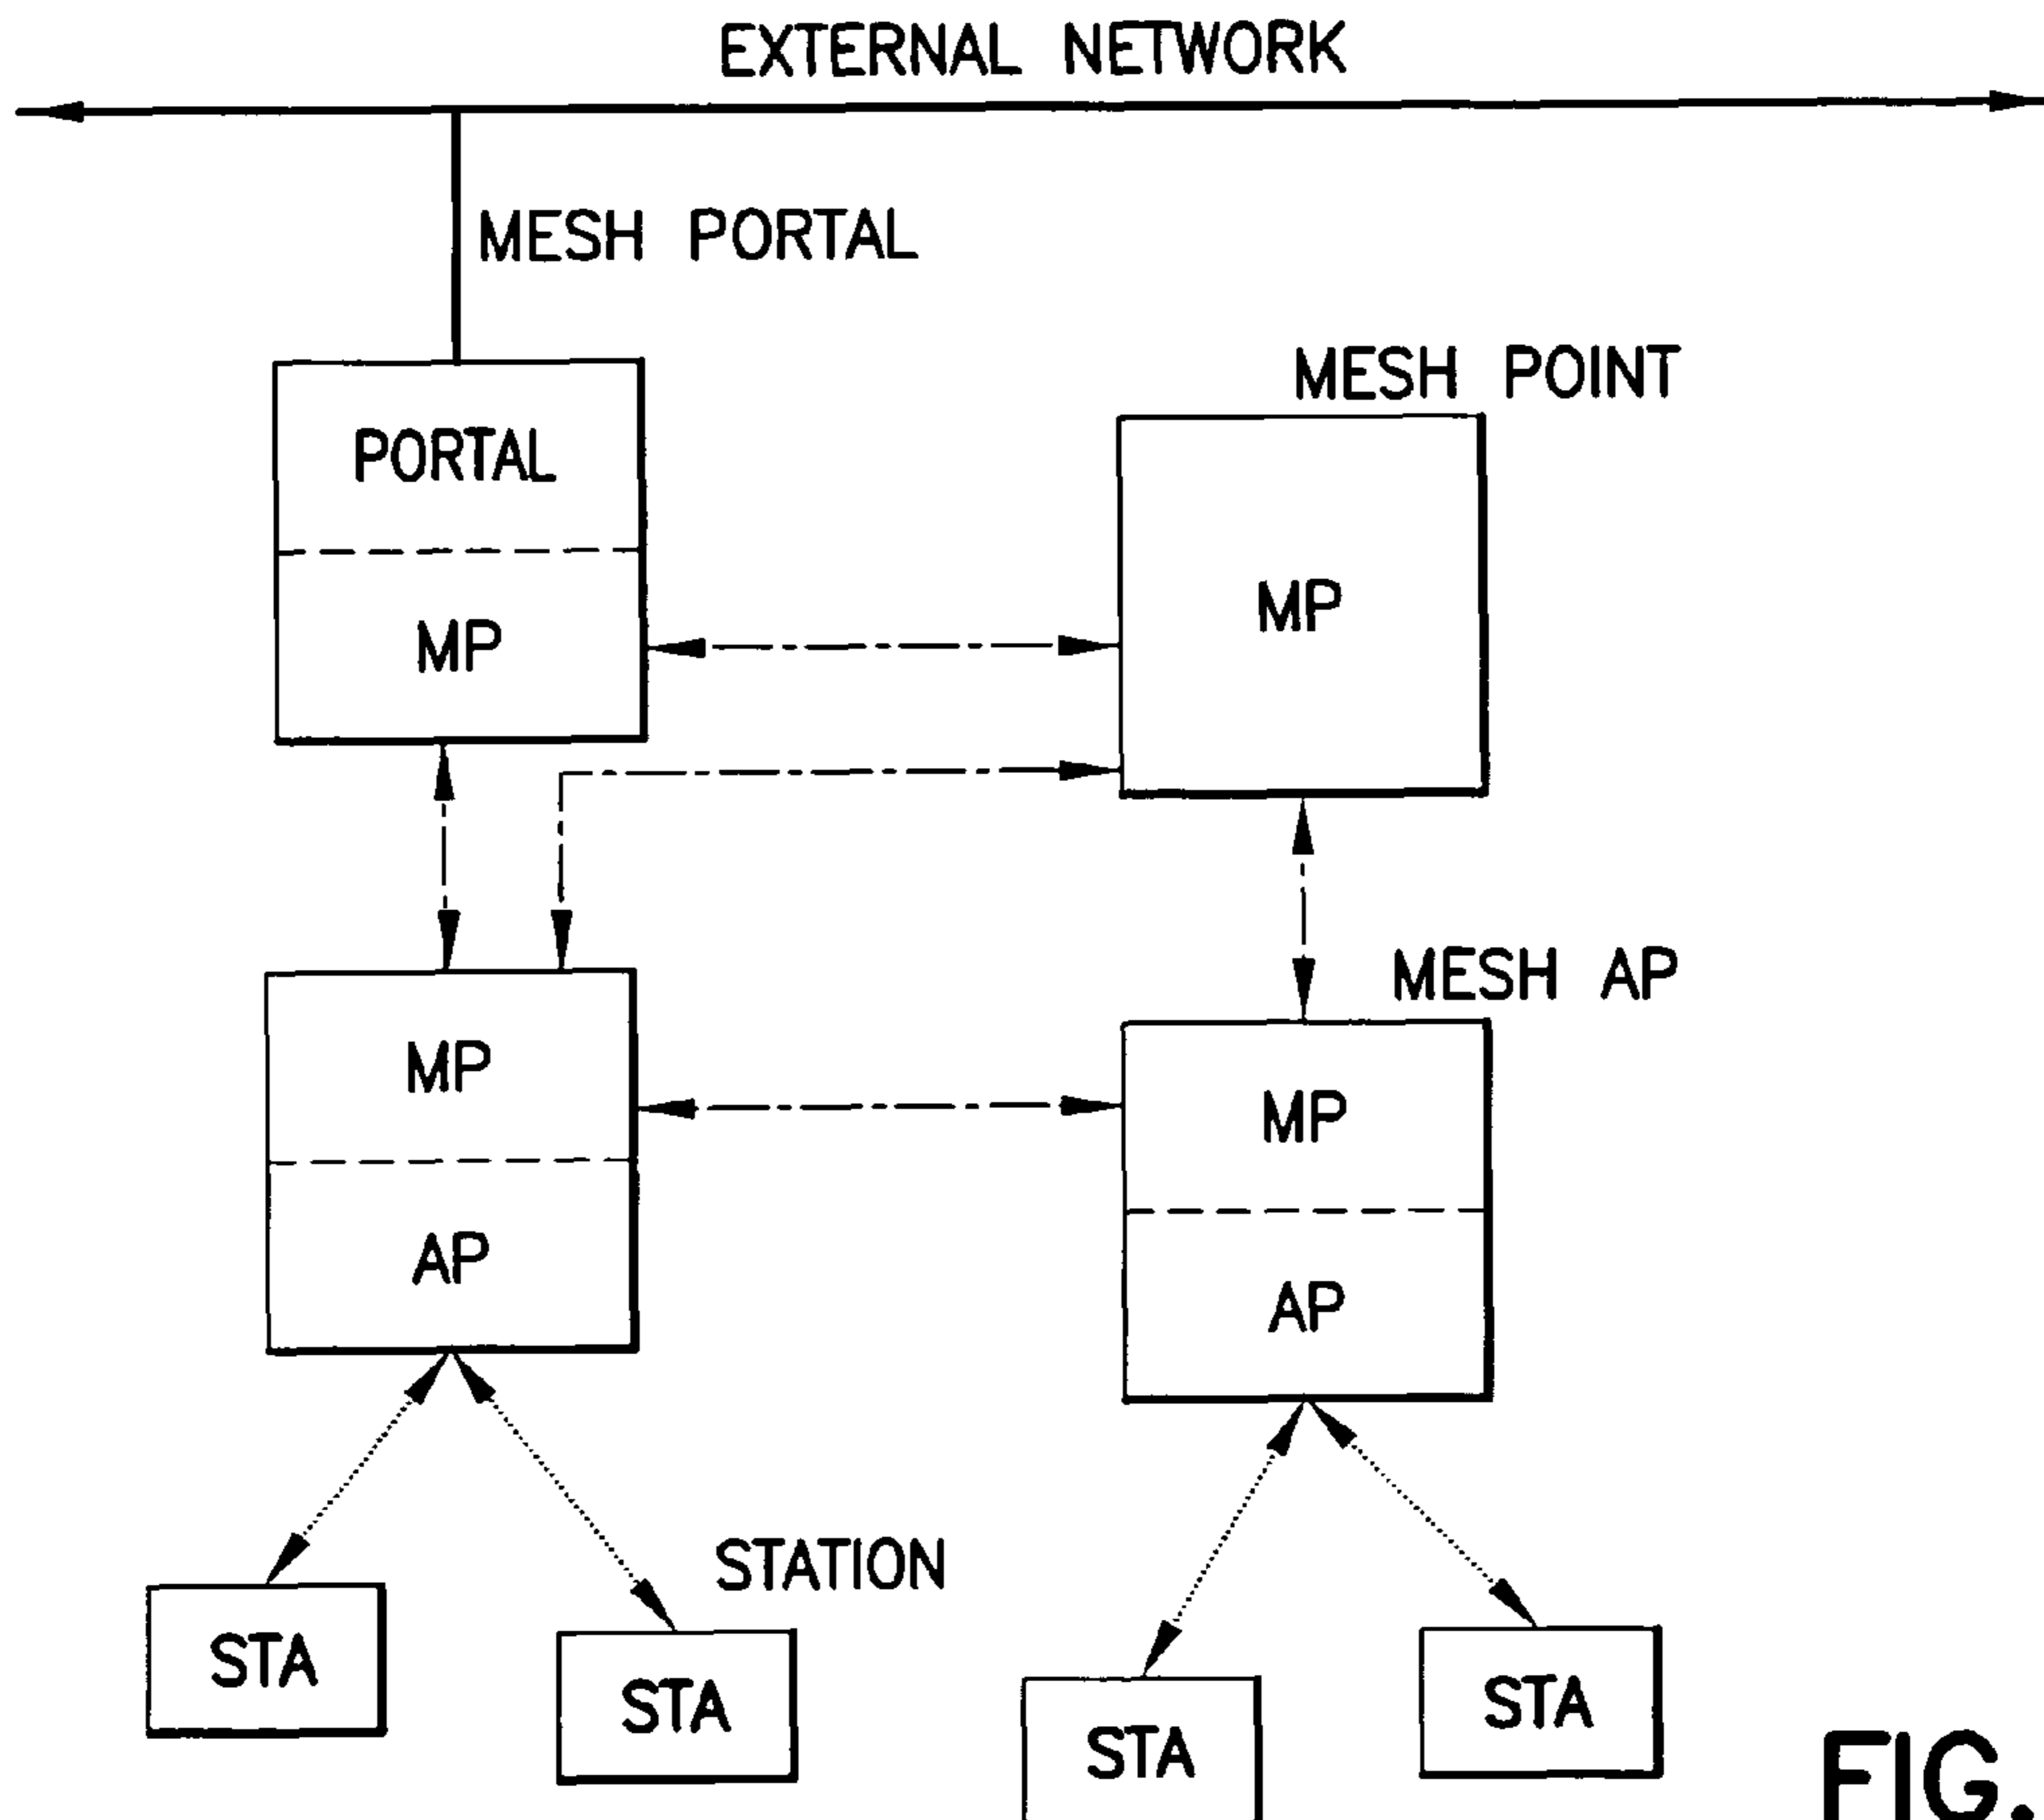 EXTERNAL NETWORK
MESH PORTAL
MESH POINT
PORTAL
MP
MP
MESH AP
MP
MP
AP
AP
STATION
STA
STA
STA
STA
FIG.